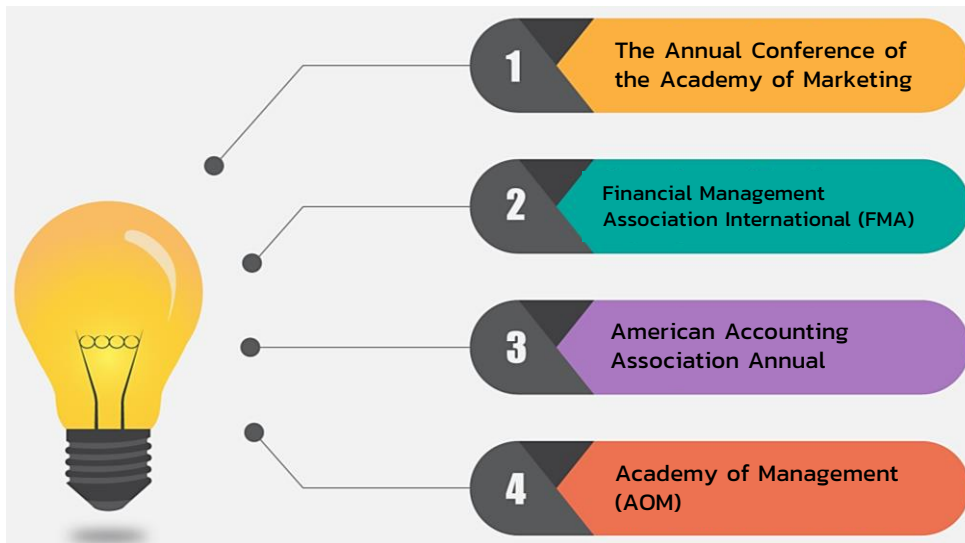 1
The Annual Conference of
the Academy of Marketing
2
Financial Management
Association International (FMA)
3
American Accounting
Association Annual
4
Academy of Management
(AOM)